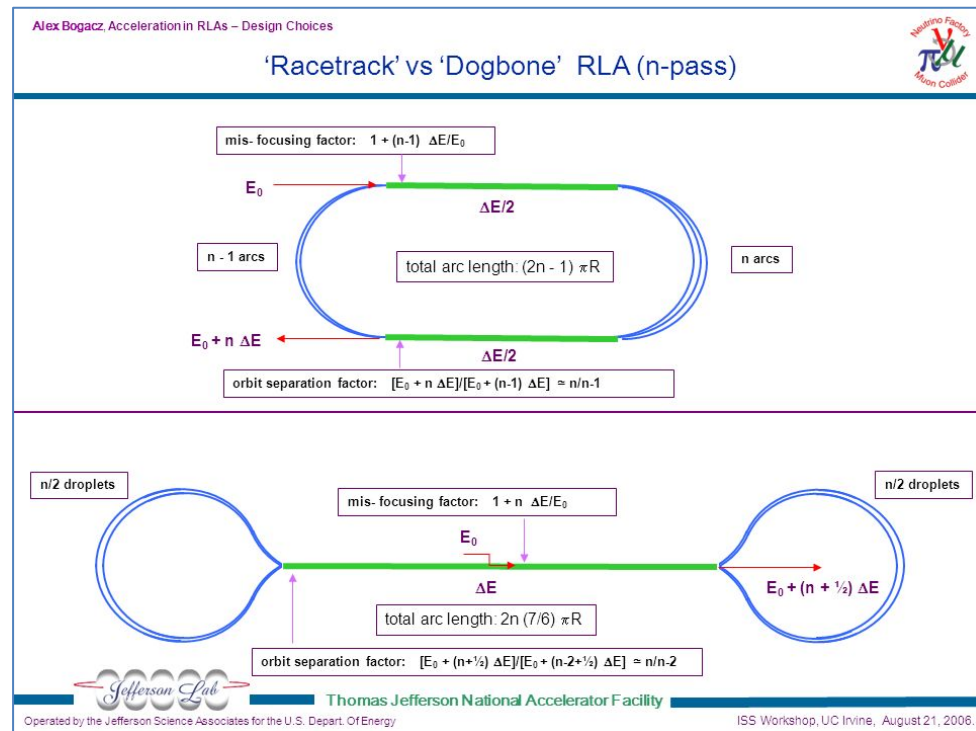 Alex Bogacz, Acceleration in RLAs – Design Choices
'Racetrack' vs 'Dogbone' RLA (n-pass)
Neutrino Factory
πνμ
Muon Collider
mis- focusing factor: 1 + (n-1) ΔE/E₀
E₀
ΔE/2
n - 1 arcs
total arc length: (2n - 1) πR
n arcs
E₀ + n ΔE
ΔE/2
orbit separation factor: [E₀ + n ΔE]/[E₀ + (n-1) ΔE] ≃ n/n-1
n/2 droplets
n/2 droplets
mis- focusing factor: 1 + n ΔE/E₀
E₀
ΔE
E₀ + (n + ½) ΔE
total arc length: 2n (7/6) πR
orbit separation factor: [E₀ + (n+½) ΔE]/[E₀ + (n-2+½) ΔE] ≃ n/n-2
Jefferson Lab
Thomas Jefferson National Accelerator Facility
Operated by the Jefferson Science Associates for the U.S. Depart. Of Energy
ISS Workshop, UC Irvine, August 21, 2006.